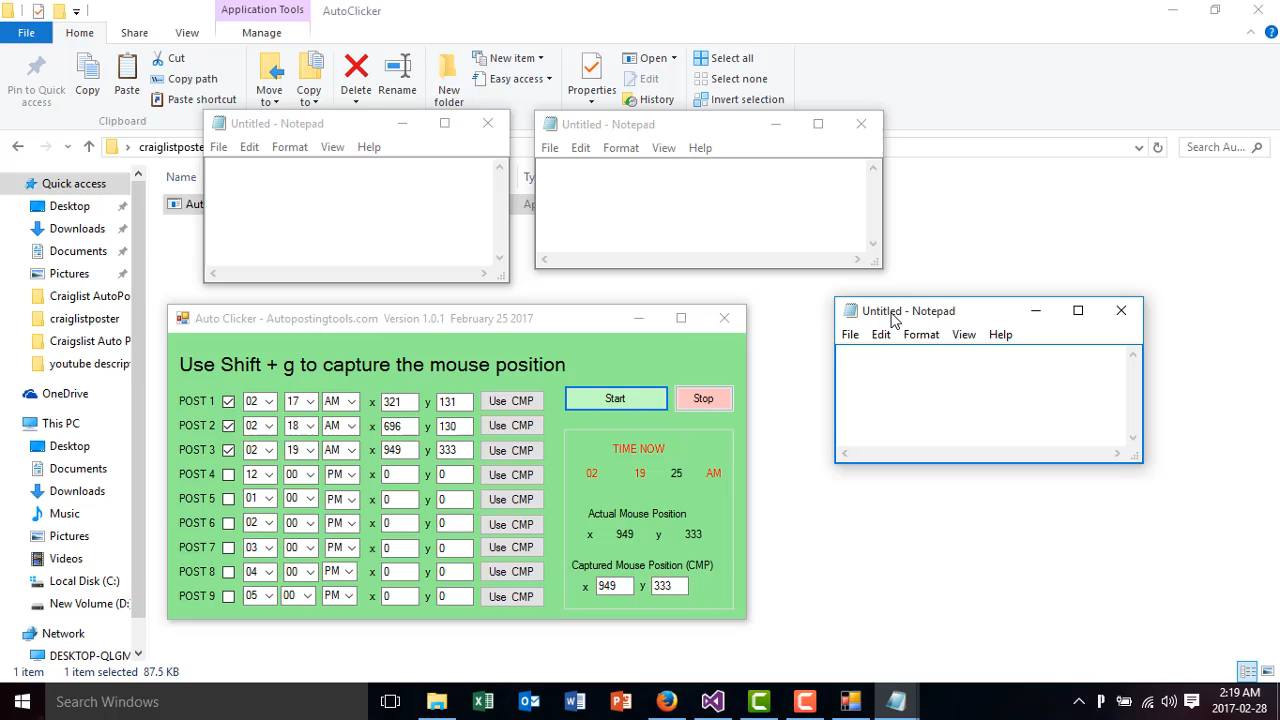 Application Tools AutoClicker
File Home Share View Manage
Pin to Quick access
Copy
Paste
Cut
Copy path
Paste shortcut
Clipboard
Move to
Copy to
Delete
Rename
New folder
New item
Easy access
Properties
Open
Edit
History
Select all
Select none
Invert selection
craiglistposte
Search Au...
Quick access
Desktop
Downloads
Documents
Pictures
Craiglist AutoPo
craiglistposter
Craigslist Auto P
youtube descript
OneDrive
This PC
Desktop
Documents
Downloads
Music
Pictures
Videos
Local Disk (C:)
New Volume (D:
Network
DESKTOP-QLGM
Name Ty
Aut Ap
Untitled - Notepad
File Edit Format View Help
Untitled - Notepad
File Edit Format View Help
Untitled - Notepad
File Edit Format View Help
Auto Clicker - Autopostingtools.com Version 1.0.1 February 25 2017
Use Shift + g to capture the mouse position
POST 1 02 17 AM x 321 y 131 Use CMP
POST 2 02 18 AM x 696 y 130 Use CMP
POST 3 02 19 AM x 949 y 333 Use CMP
POST 4 12 00 PM x 0 y 0 Use CMP
POST 5 01 00 PM x 0 y 0 Use CMP
POST 6 02 00 PM x 0 y 0 Use CMP
POST 7 03 00 PM x 0 y 0 Use CMP
POST 8 04 00 PM x 0 y 0 Use CMP
POST 9 05 00 PM x 0 y 0 Use CMP
Start Stop
TIME NOW
02 19 25 AM
Actual Mouse Position
x 949 y 333
Captured Mouse Position (CMP)
x 949 y 333
1 item 1 item selected 87.5 KB
Search Windows
2:19 AM
2017-02-28